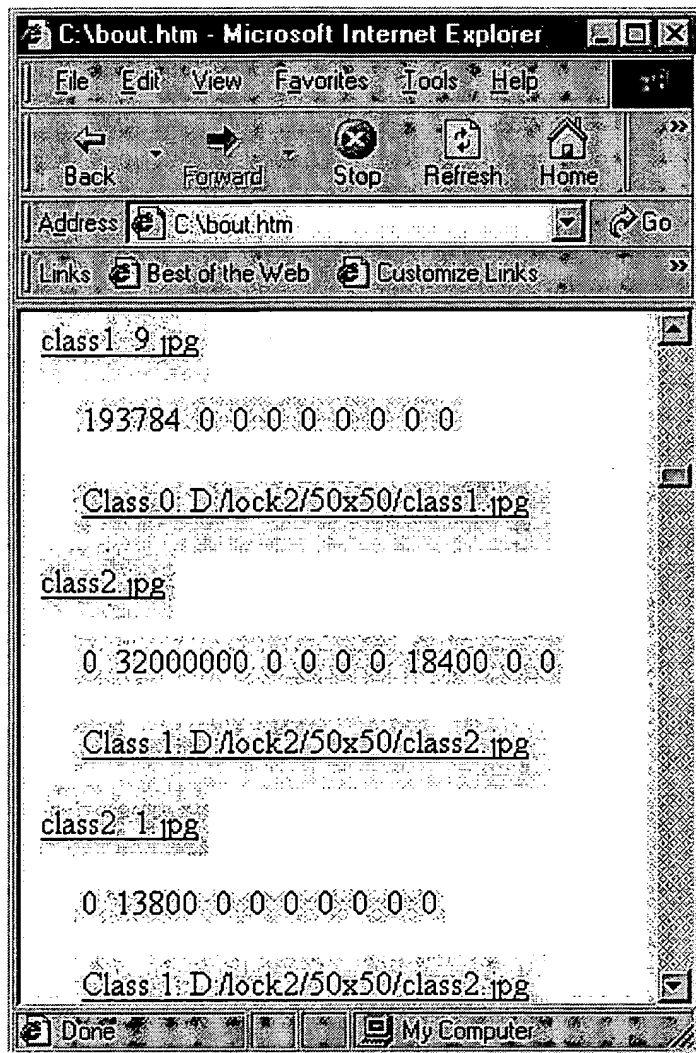 C:\bout.htm - Microsoft Internet Explorer
File Edit View Favorites Tools Help
Back Forward Stop Refresh Home »
Address C:\bout.htm Go
Links Best of the Web Customize Links »
class1_9.jpg
193784 0 0 0 0 0 0 0 0
Class 0: D:/lock2/50x50/class1.jpg
class2.jpg
0 32000000 0 0 0 0 18400 0 0
Class 1: D:/lock2/50x50/class2.jpg
class2_1.jpg
0 13800 0 0 0 0 0 0 0
Class 1: D:/lock2/50x50/class2.jpg
Done My Computer